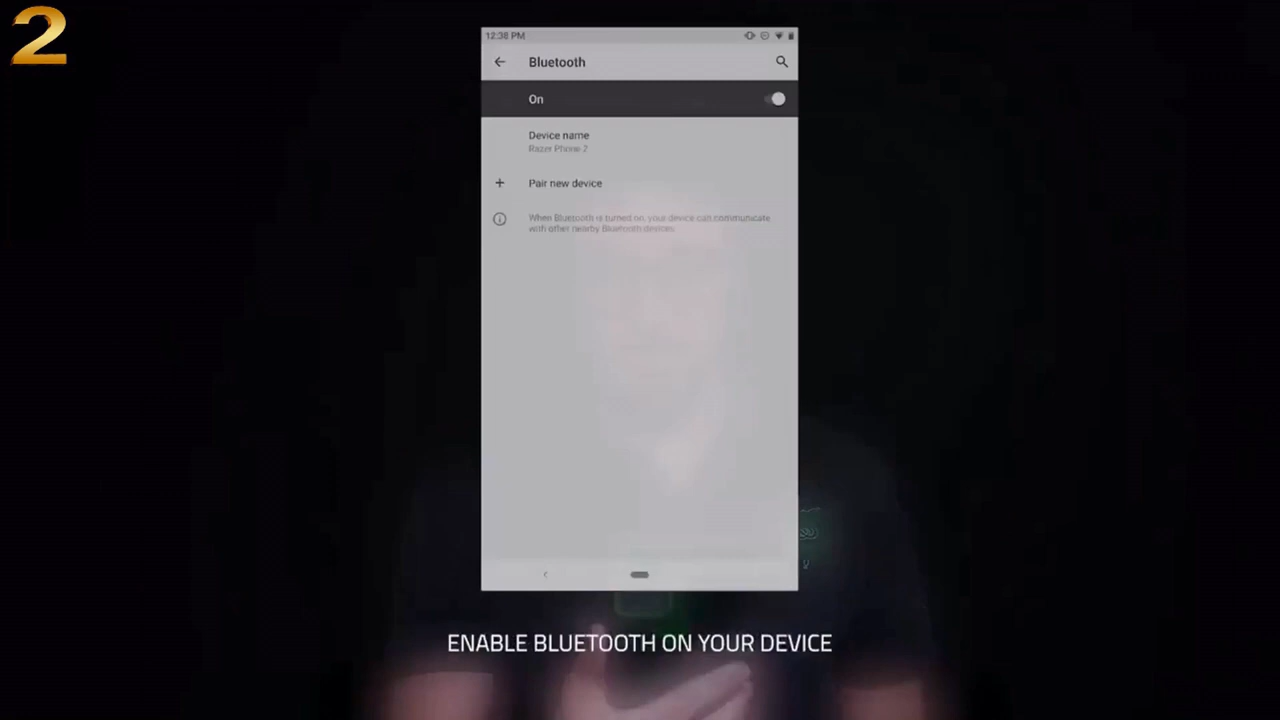 2
12:38 PM
Bluetooth
On
Device name
Razer Phone 2
Pair new device
When Bluetooth is turned on, your device can communicate
with other nearby Bluetooth devices.
ENABLE BLUETOOTH ON YOUR DEVICE